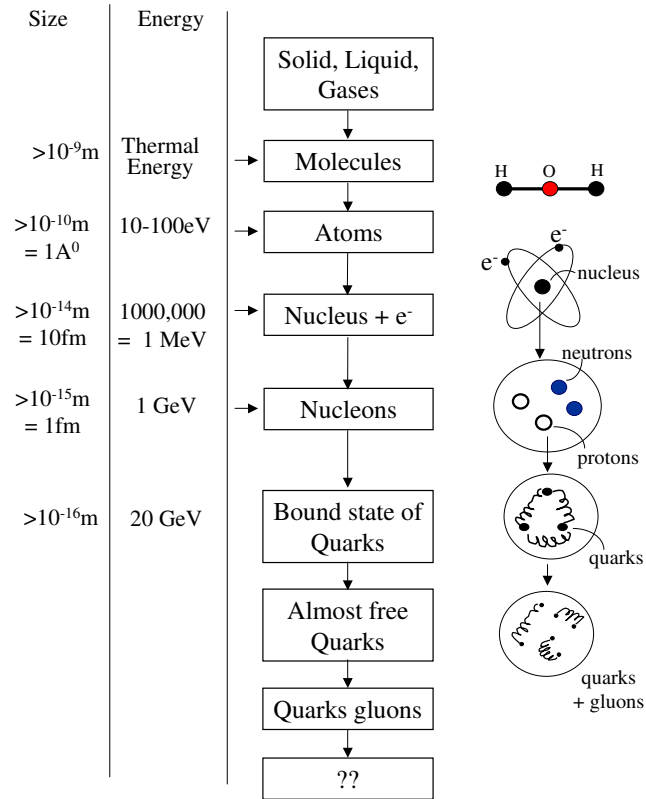 Size
Energy
Solid, Liquid,
Gases
>10⁻⁹m
Thermal
Energy
Molecules
H O H
>10⁻¹⁰m
= 1A⁰
10-100eV
Atoms
e⁻
e⁻
nucleus
>10⁻¹⁴m
= 10fm
1000,000
= 1 MeV
Nucleus + e⁻
neutrons
>10⁻¹⁵m
= 1fm
1 GeV
Nucleons
protons
>10⁻¹⁶m
20 GeV
Bound state of
Quarks
quarks
Almost free
Quarks
quarks
+ gluons
Quarks gluons
??